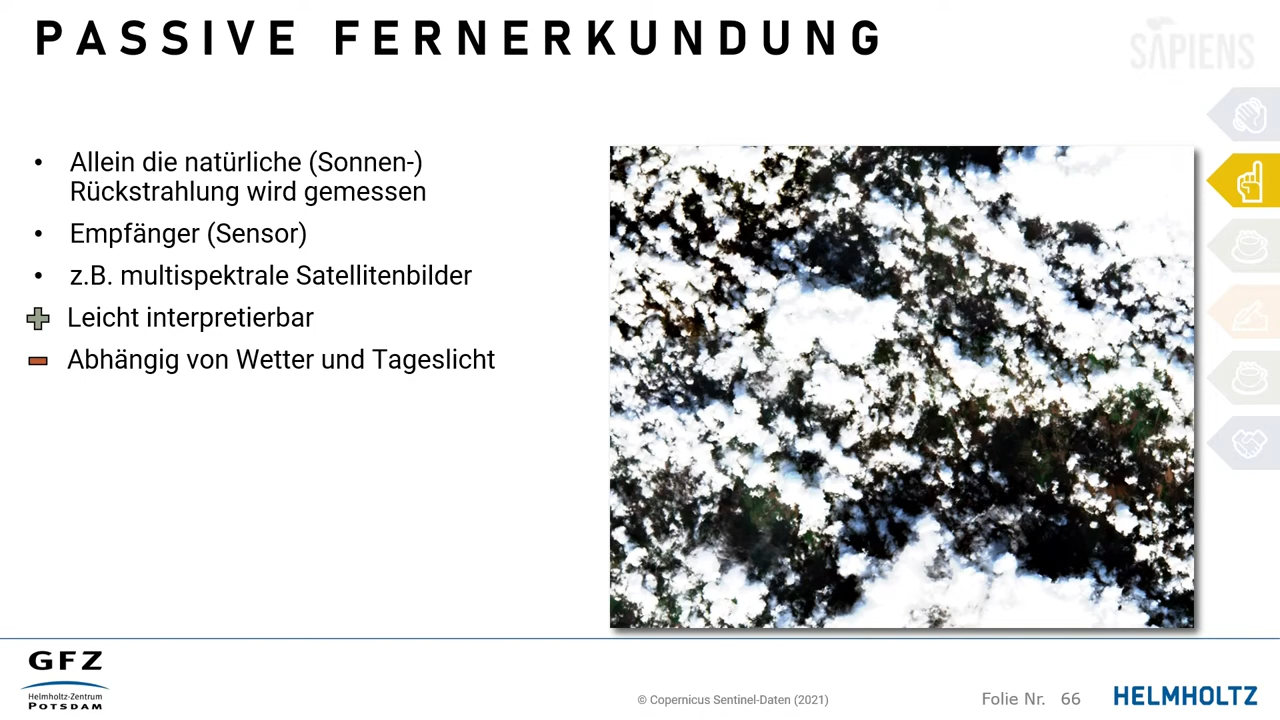 PASSIVE FERNERKUNDUNG
SAPIENS
• Allein die natürliche (Sonnen-)
Rückstrahlung wird gemessen
• Empfänger (Sensor)
• z.B. multispektrale Satellitenbilder
Leicht interpretierbar
Abhängig von Wetter und Tageslicht
GFZ
Helmholtz-Zentrum
POTSDAM
© Copernicus Sentinel-Daten (2021)
Folie Nr. 66
HELMHOLTZ